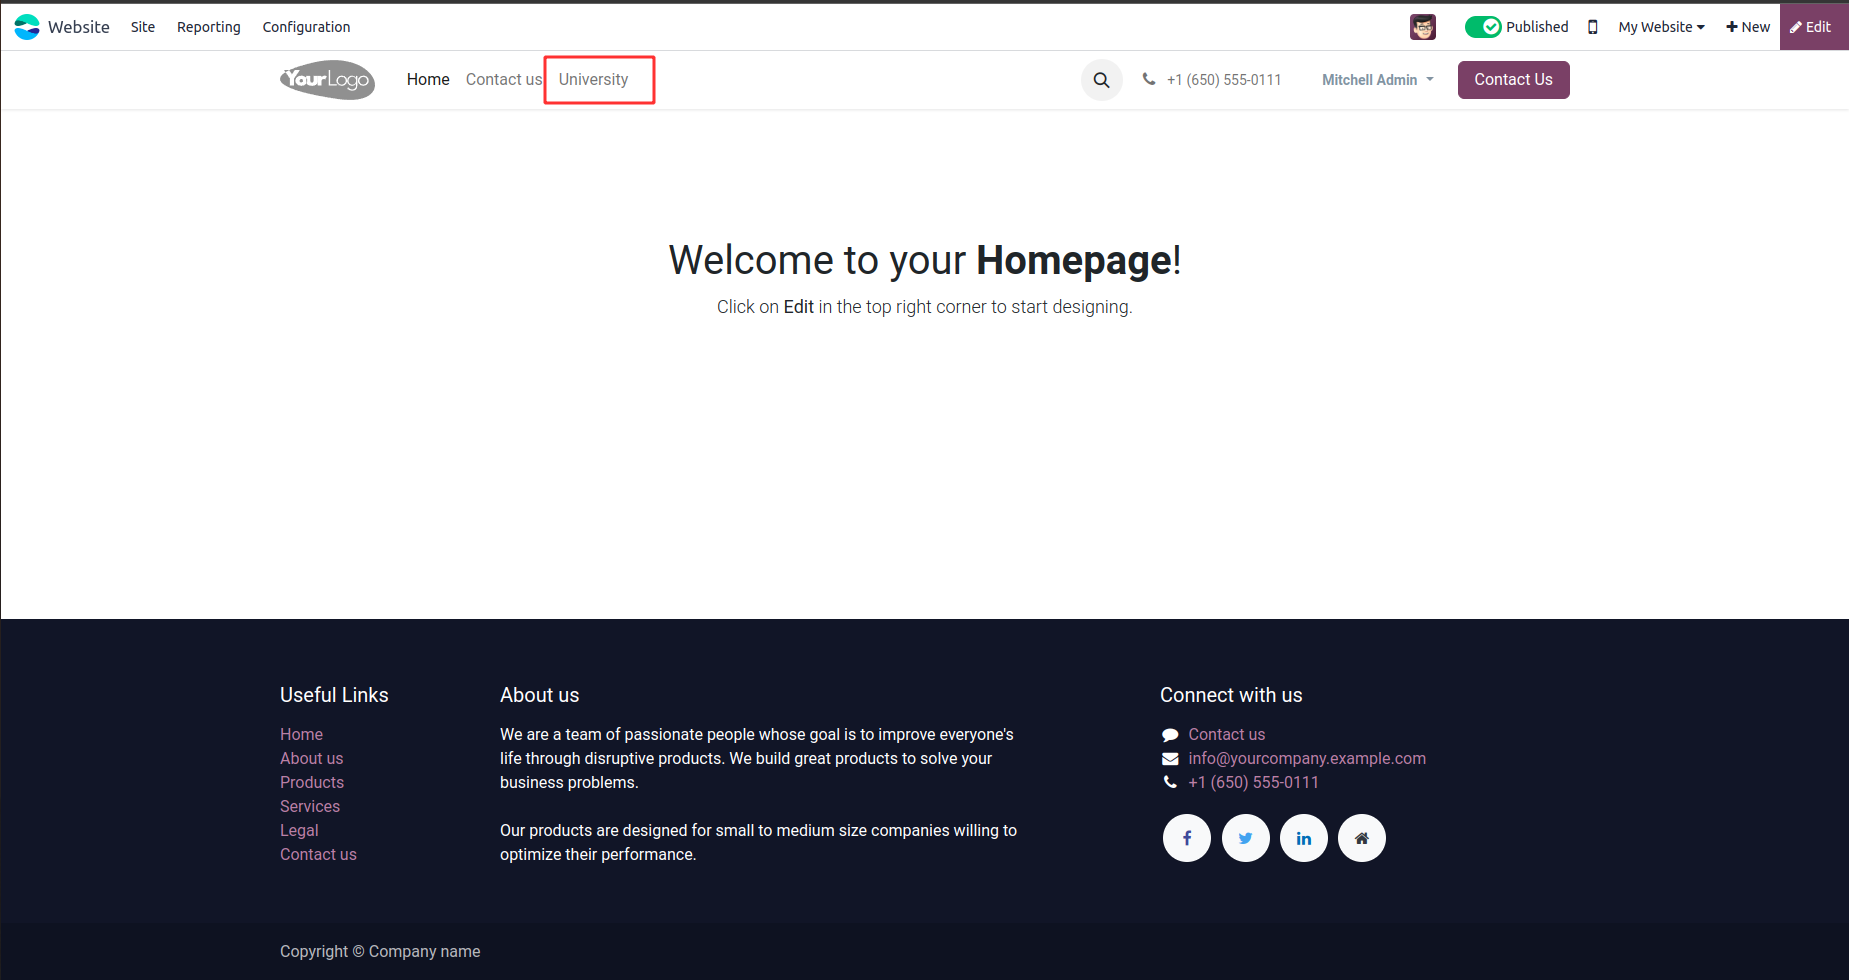 Website Site Reporting Configuration Published My Website New Edit
YourLogo Home Contact us University +1 (650) 555-0111 Mitchell Admin Contact Us
Welcome to your Homepage!
Click on Edit in the top right corner to start designing.
Useful Links
Home
About us
Products
Services
Legal
Contact us
About us
We are a team of passionate people whose goal is to improve everyone's
life through disruptive products. We build great products to solve your
business problems.
Our products are designed for small to medium size companies willing to
optimize their performance.
Connect with us
Contact us
info@yourcompany.example.com
+1 (650) 555-0111
Copyright © Company name